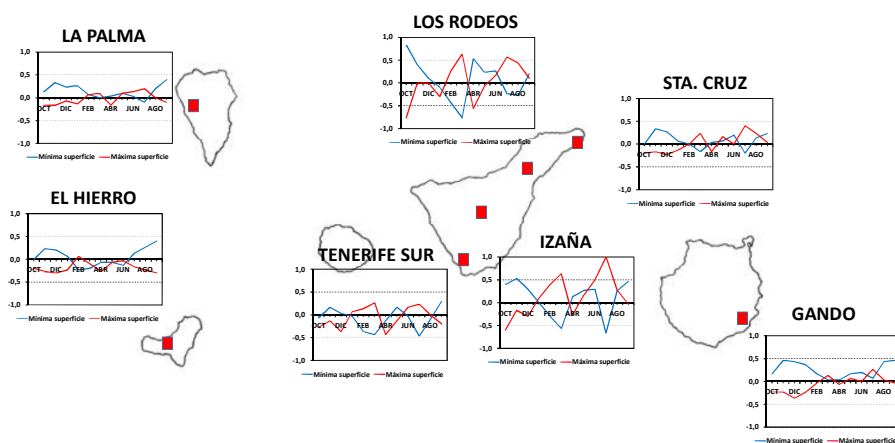 LOS RODEOS
LA PALMA
1,0
0,5
0,0
-0,5
-1,0
OCT DIC FEB ABR JUN AGO
Mínima superficie Máxima superficie
1,0
0,5
0,0
-0,5
-1,0
OCT DIC FEB ABR JUN AGO
Mínima superficie Máxima superficie
STA. CRUZ
1,0
0,5
0,0
-0,5
-1,0
OCT DIC FEB ABR JUN AGO
Mínima superficie Máxima superficie
EL HIERRO
1,0
0,5
0,0
-0,5
-1,0
OCT DIC FEB ABR JUN AGO
Mínima superficie Máxima superficie
TENERIFE SUR
1,0
0,5
0,0
-0,5
-1,0
OCT DIC FEB ABR JUN AGO
Mínima superficie Máxima superficie
IZAÑA
1,0
0,5
0,0
-0,5
-1,0
OCT DIC FEB ABR JUN AGO
Mínima superficie Máxima superficie
GANDO
1,0
0,5
0,0
-0,5
-1,0
OCT DIC FEB ABR JUN AGO
Mínima superficie Máxima superficie